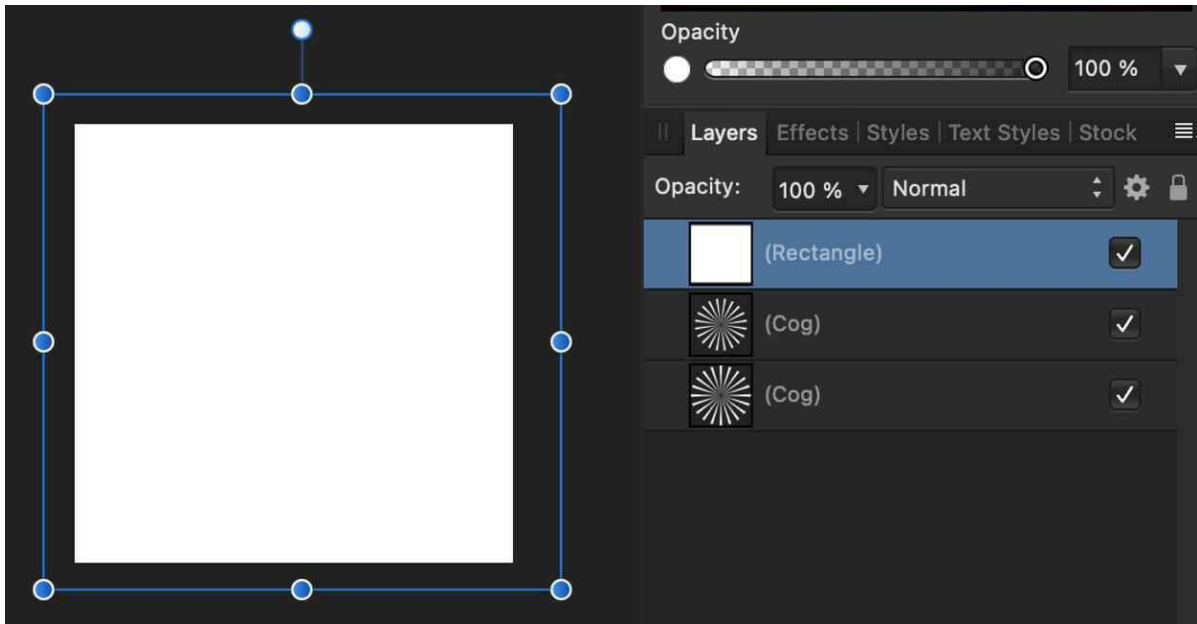 Opacity
100 %
Layers Effects Styles Text Styles Stock
Opacity: 100 % Normal
(Rectangle)
(Cog)
(Cog)